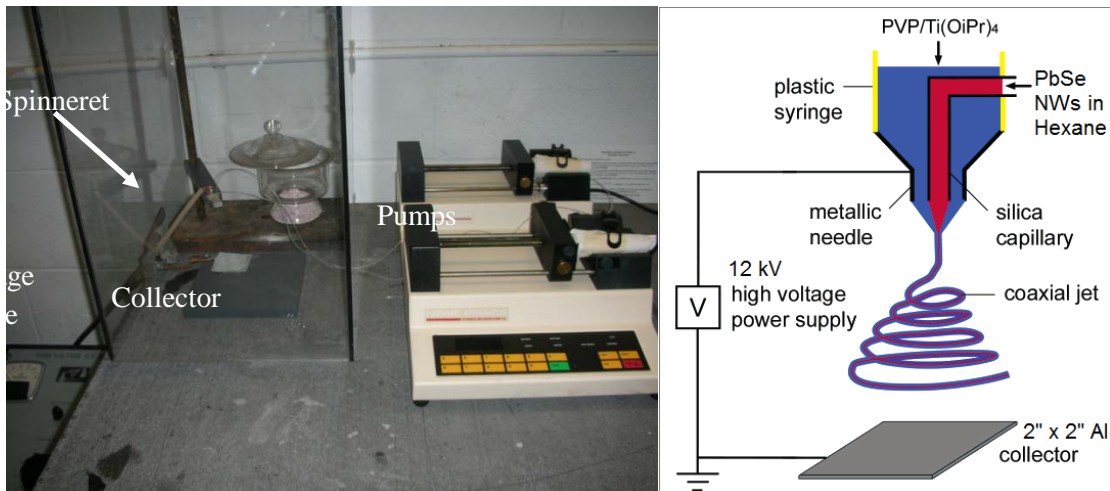 Spinneret
Pumps
Collector
ge
e
PVP/Ti(OiPr)₄
plastic
syringe
PbSe
NWs in
Hexane
metallic
needle
silica
capillary
12 kV
high voltage
power supply
V
coaxial jet
2" x 2" Al
collector